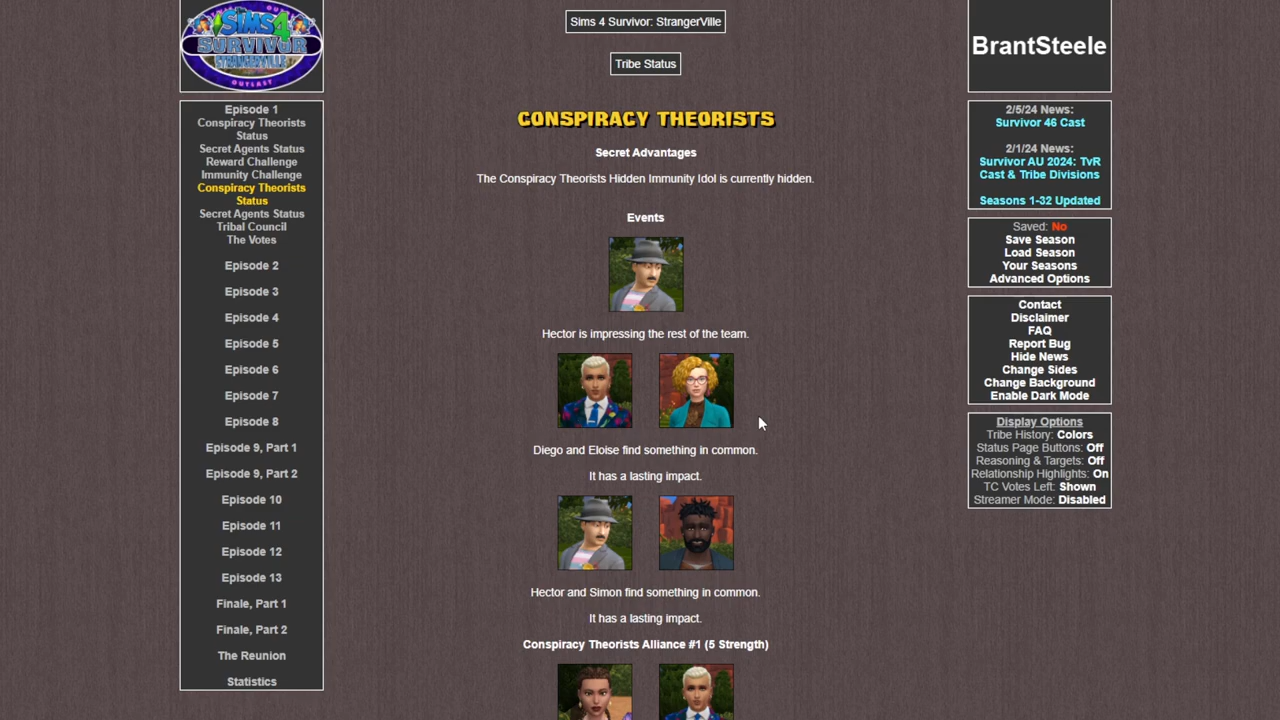 SIMS4
SURVIVOR
STRANGERVILLE
OUTLAST
Episode 1
Conspiracy Theorists
Status
Secret Agents Status
Reward Challenge
Immunity Challenge
Conspiracy Theorists
Status
Secret Agents Status
Tribal Council
The Votes
Episode 2
Episode 3
Episode 4
Episode 5
Episode 6
Episode 7
Episode 8
Episode 9, Part 1
Episode 9, Part 2
Episode 10
Episode 11
Episode 12
Episode 13
Finale, Part 1
Finale, Part 2
The Reunion
Statistics
Sims 4 Survivor: StrangerVille
Tribe Status
CONSPIRACY THEORISTS
Secret Advantages
The Conspiracy Theorists Hidden Immunity Idol is currently hidden.
Events
Hector is impressing the rest of the team.
Diego and Eloise find something in common.
It has a lasting impact.
Hector and Simon find something in common.
It has a lasting impact.
Conspiracy Theorists Alliance #1 (5 Strength)
BrantSteele
2/5/24 News:
Survivor 46 Cast
2/1/24 News:
Survivor AU 2024: TvR
Cast & Tribe Divisions
Seasons 1-32 Updated
Saved: No
Save Season
Load Season
Your Seasons
Advanced Options
Contact
Disclaimer
FAQ
Report Bug
Hide News
Change Sides
Change Background
Enable Dark Mode
Display Options
Tribe History: Colors
Status Page Buttons: Off
Reasoning & Targets: Off
Relationship Highlights: On
TC Votes Left: Shown
Streamer Mode: Disabled